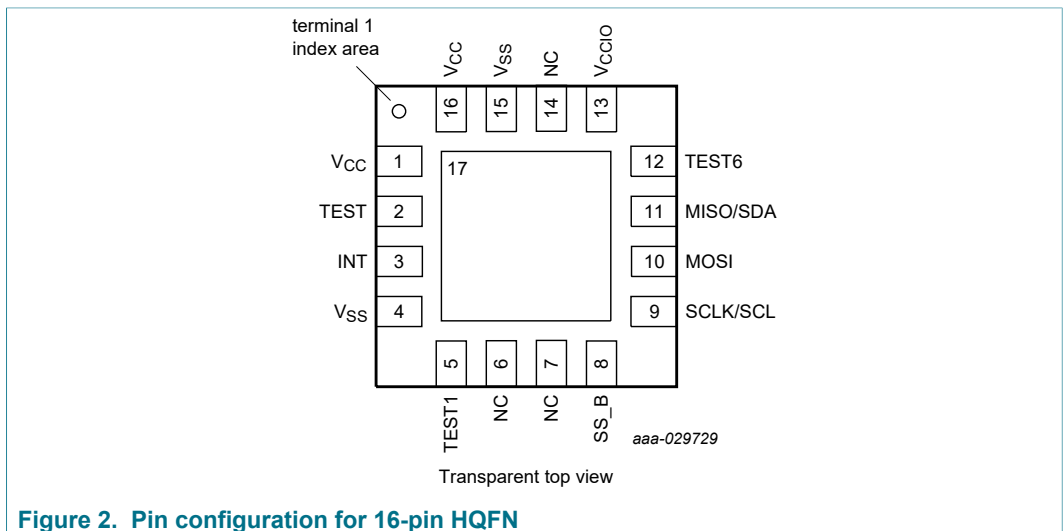 terminal 1
index area
VCC
VSS
NC
VCCIO
16
15
14
13
VCC 1
17
12 TEST6
TEST 2
11 MISO/SDA
INT 3
10 MOSI
VSS 4
9 SCLK/SCL
5
6
7
8
TEST1
NC
NC
SS_B
aaa-029729
Transparent top view
Figure 2. Pin configuration for 16-pin HQFN